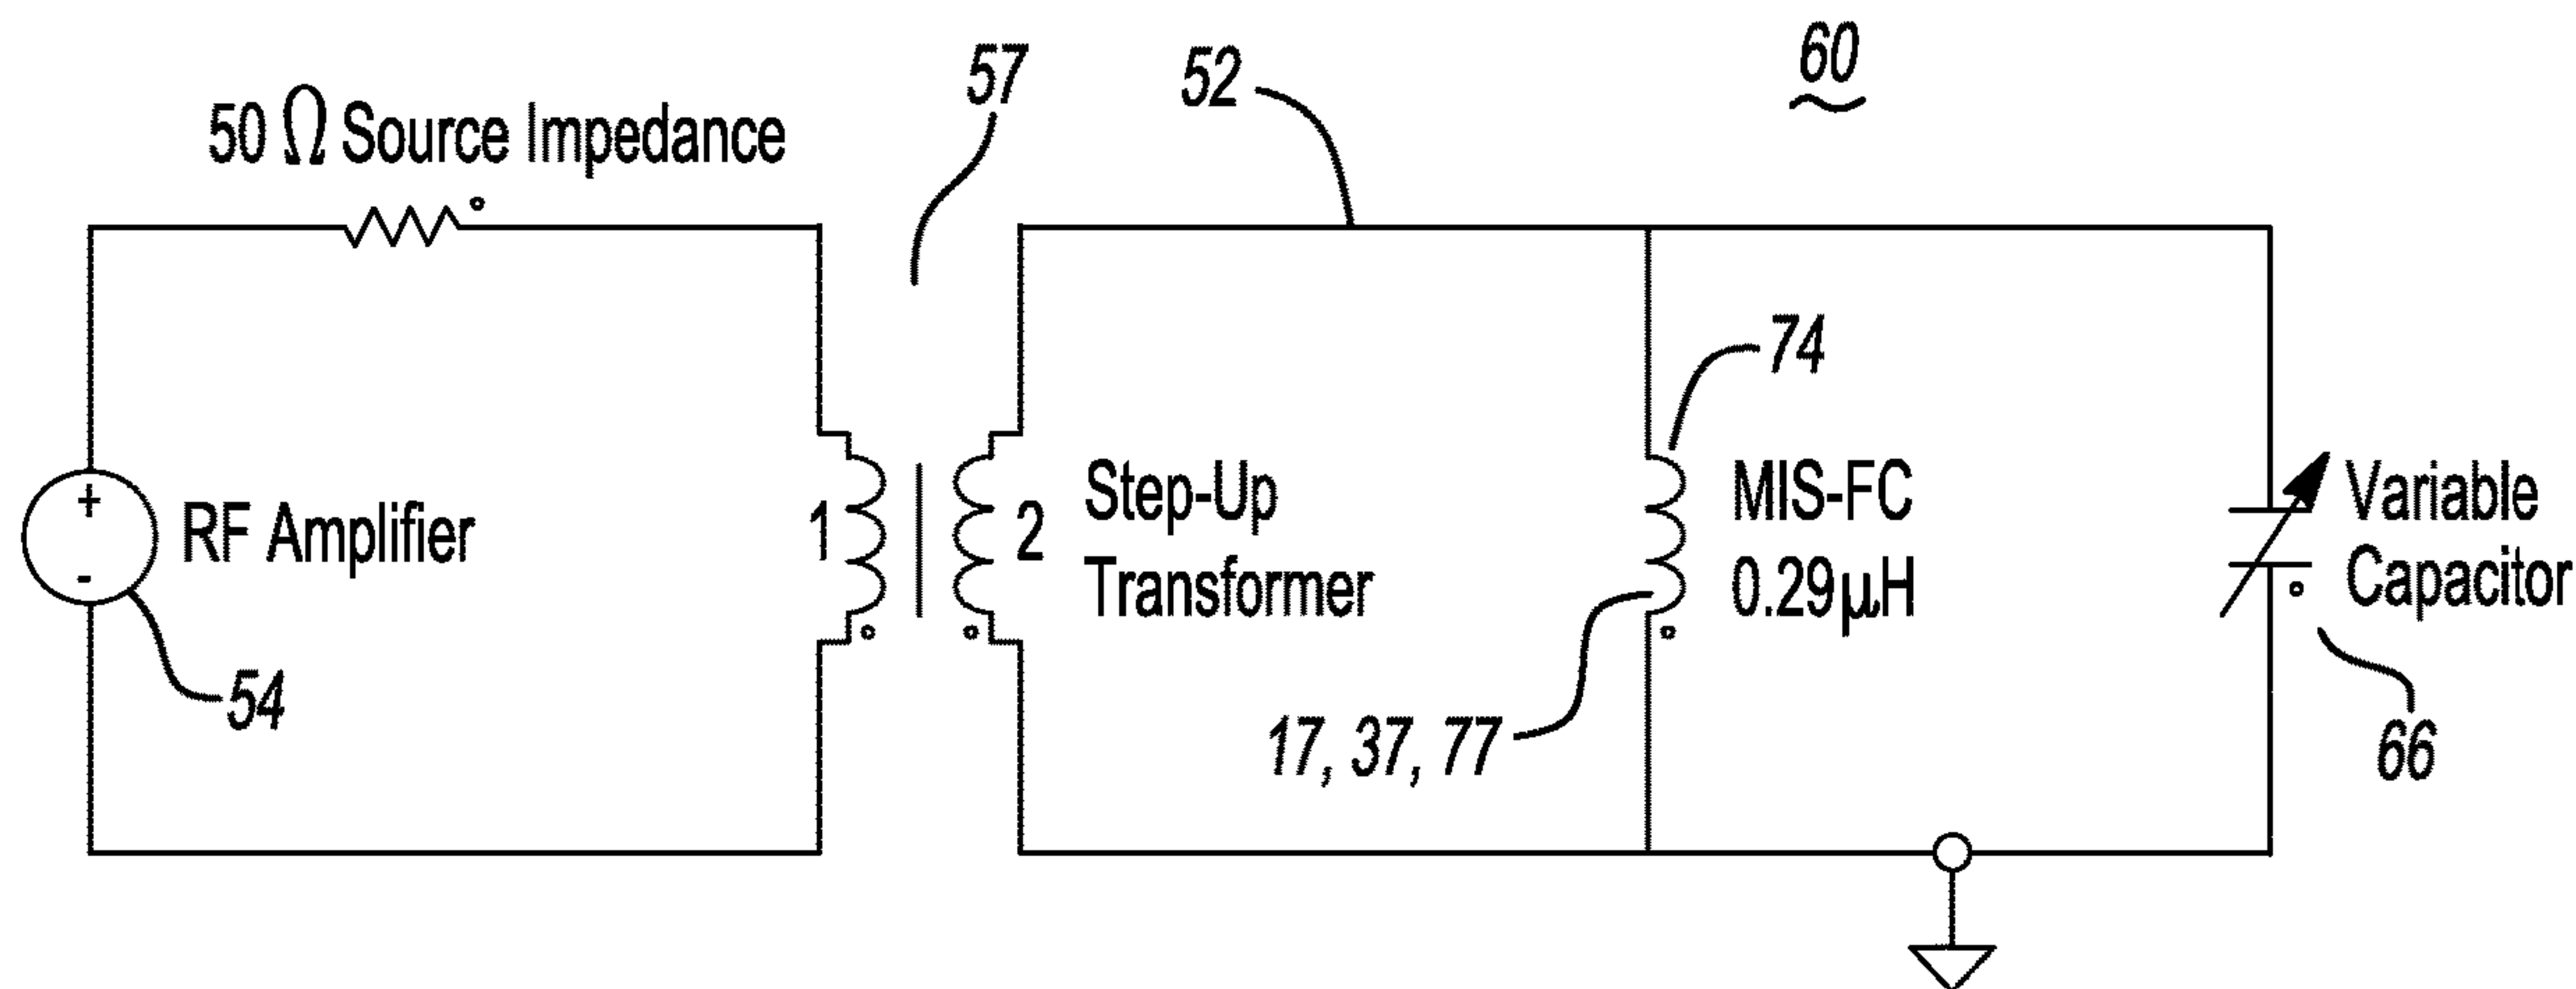 57
52
60
50 Ω Source Impedance
74
+
-
RF Amplifier
1
2
Step-Up
Transformer
MIS-FC
0.29µH
Variable
Capacitor
54
17, 37, 77
66